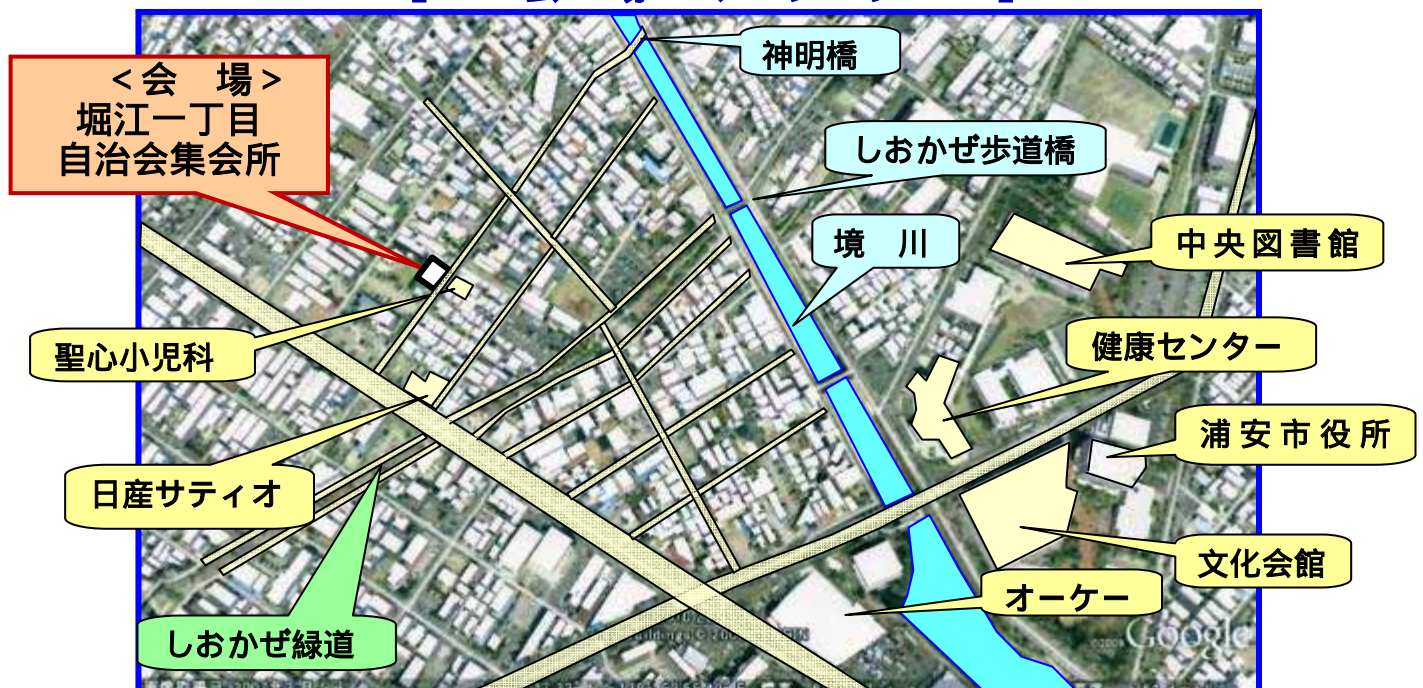 神明橋
<会 場>
堀江一丁目
自治会集会所
しおかぜ歩道橋
境 川
中央図書館
聖心小児科
健康センター
浦安市役所
日産サティオ
文化会館
オーケー
しおかぜ緑道
Google